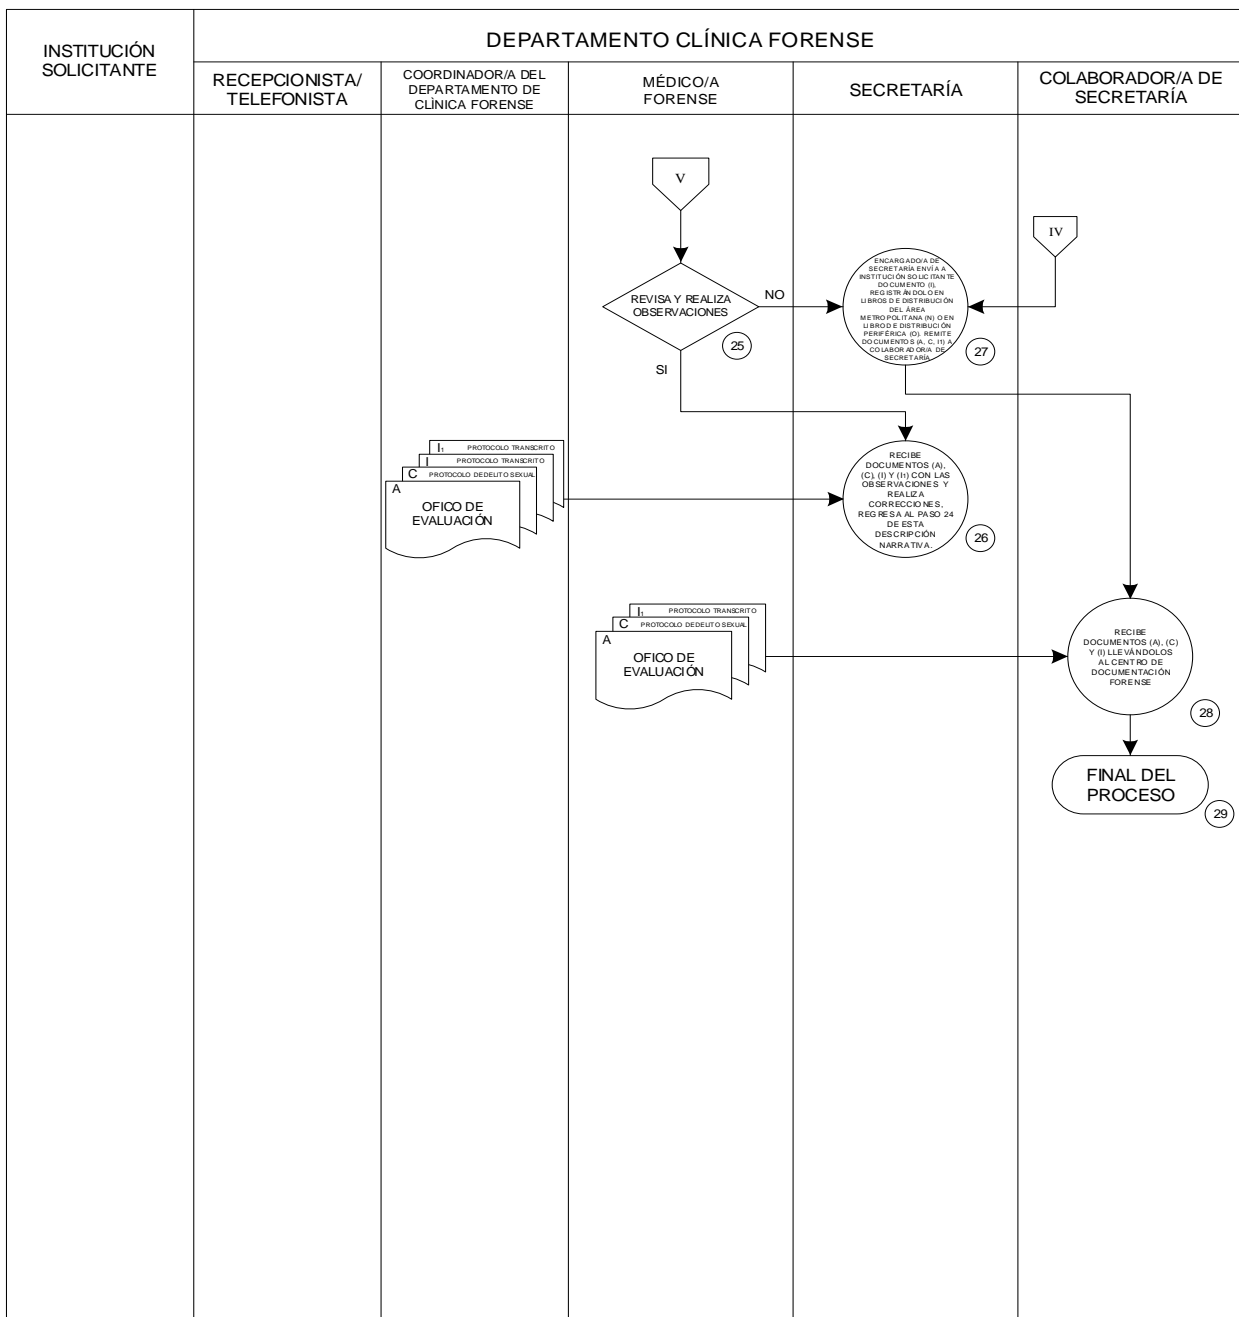 INSTITUCIÓN
SOLICITANTE
DEPARTAMENTO CLÍNICA FORENSE
RECEPCIONISTA/
TELEFONISTA
COORDINADOR/A DEL
DEPARTAMENTO DE
CLÌNICA FORENSE
MÉDICO/A
FORENSE
SECRETARÍA
COLABORADOR/A DE
SECRETARÍA
V
IV
REVISA Y REALIZA
OBSERVACIONES
NO
25
SI
ENCARGADO/A DE
SECRETARÍA ENVÍA A
INSTITUCIÓN SOLICITANTE
DOCUMENTO (I),
REGISTRÁNDOLO EN
LIBROS DE DISTRIBUCIÓN
DEL ÁREA
METROPOLITANA (N) O EN
LIBRO DE DISTRIBUCIÓN
PERIFÉRICA (O). REMITE
DOCUMENTOS (A, C, I1) A
COLABORADOR/A DE
SECRETARÍA
27
I1 PROTOCOLO TRANSCRITO
I PROTOCOLO TRANSCRITO
C PROTOCOLO DE DELITO SEXUAL
A
OFICO DE
EVALUACIÓN
RECIBE
DOCUMENTOS (A),
(C), (I) Y (I1) CON LAS
OBSERVACIONES Y
REALIZA
CORRECCIONES,
REGRESA AL PASO 24
DE ESTA
DESCRIPCIÓN
NARRATIVA.
26
I1 PROTOCOLO TRANSCRITO
C PROTOCOLO DE DELITO SEXUAL
A
OFICO DE
EVALUACIÓN
RECIBE
DOCUMENTOS (A), (C)
Y (I) LLEVÁNDOLOS
AL CENTRO DE
DOCUMENTACIÓN
FORENSE
28
FINAL DEL
PROCESO
29